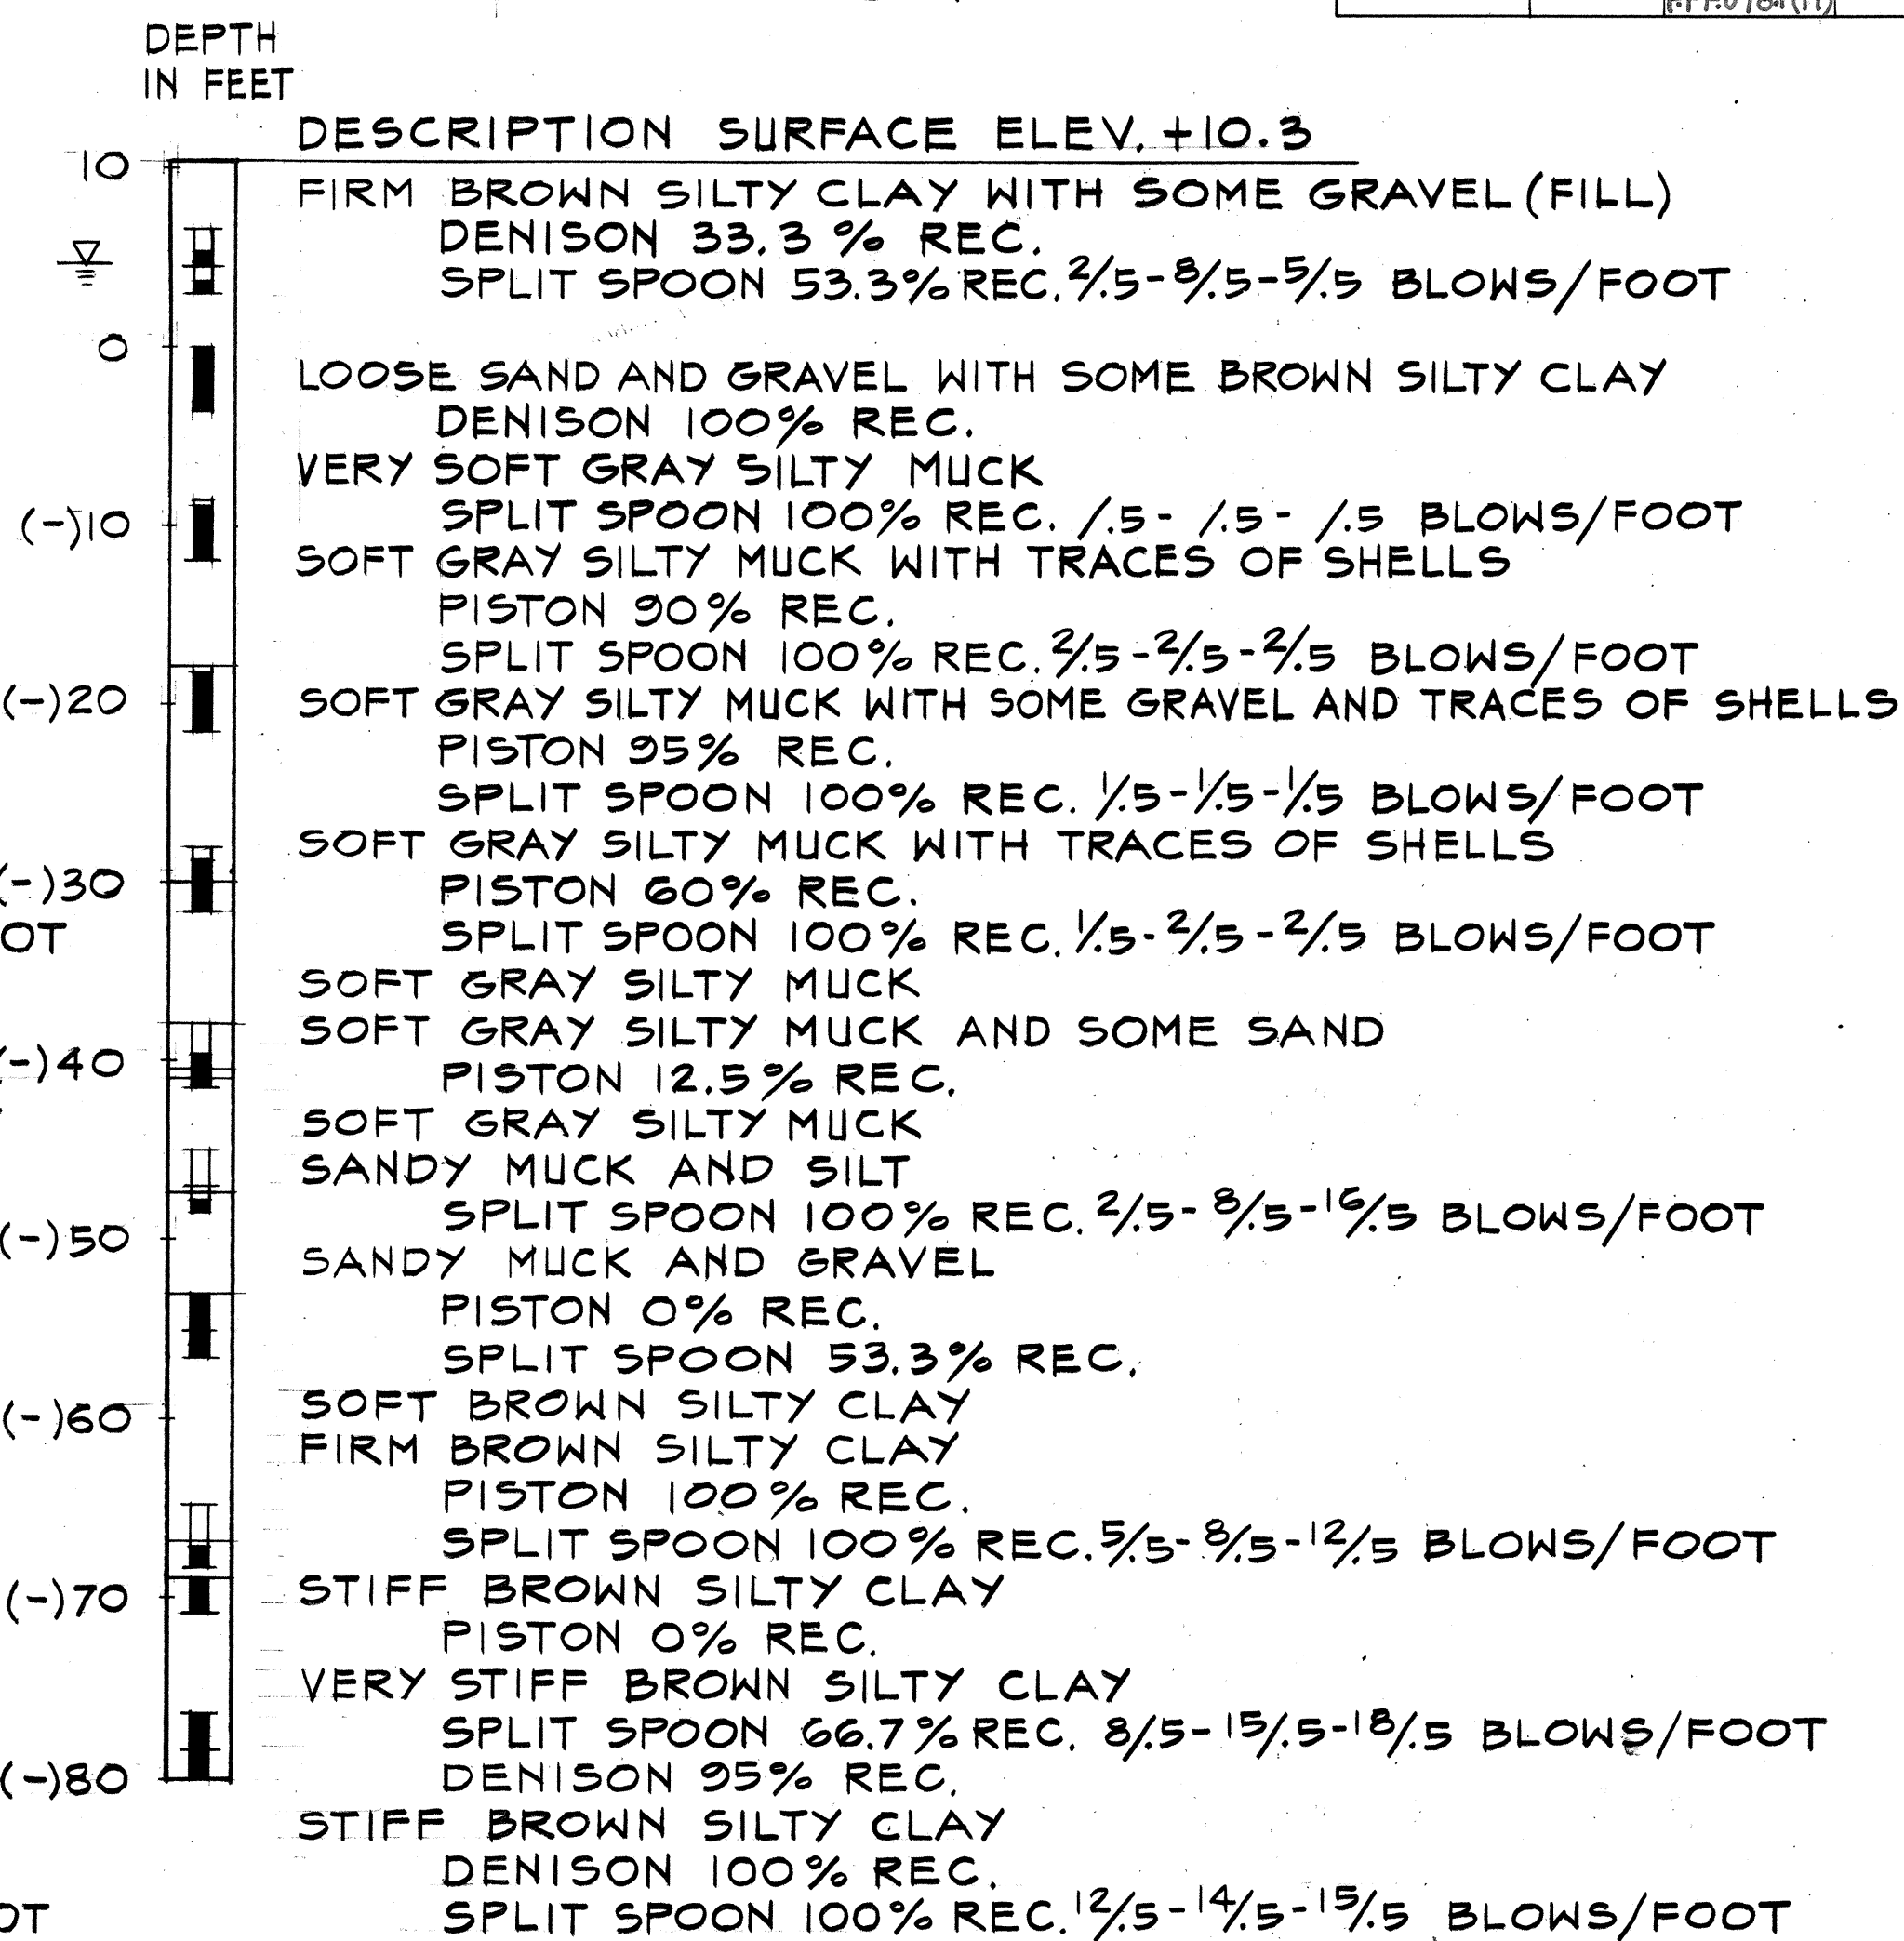 DEPTH
IN FEET
DESCRIPTION SURFACE ELEV. +10.3
10
FIRM BROWN SILTY CLAY WITH SOME GRAVEL (FILL)
DENISON 33.3 % REC.
SPLIT SPOON 53.3% REC. 2/.5-8/.5-5/.5 BLOWS/FOOT
0
LOOSE SAND AND GRAVEL WITH SOME BROWN SILTY CLAY
DENISON 100% REC.
VERY SOFT GRAY SILTY MUCK
(-)10
SPLIT SPOON 100% REC. /.5- /.5- /.5 BLOWS/FOOT
SOFT GRAY SILTY MUCK WITH TRACES OF SHELLS
PISTON 90% REC.
SPLIT SPOON 100% REC. 2/.5-2/.5-2/.5 BLOWS/FOOT
(-)20
SOFT GRAY SILTY MUCK WITH SOME GRAVEL AND TRACES OF SHELLS
PISTON 95% REC.
SPLIT SPOON 100% REC. 1/.5-1/.5-1/.5 BLOWS/FOOT
SOFT GRAY SILTY MUCK WITH TRACES OF SHELLS
(-)30
PISTON 60% REC.
OT
SPLIT SPOON 100% REC. 1/.5-2/.5-2/.5 BLOWS/FOOT
SOFT GRAY SILTY MUCK
SOFT GRAY SILTY MUCK AND SOME SAND
(-)40
PISTON 12.5% REC.
SOFT GRAY SILTY MUCK
SANDY MUCK AND SILT
SPLIT SPOON 100% REC. 2/.5-8/.5-16/.5 BLOWS/FOOT
(-)50
SANDY MUCK AND GRAVEL
PISTON 0% REC.
SPLIT SPOON 53.3% REC.
(-)60
SOFT BROWN SILTY CLAY
FIRM BROWN SILTY CLAY
PISTON 100% REC.
SPLIT SPOON 100% REC. 5/.5-8/.5-12/.5 BLOWS/FOOT
(-)70
STIFF BROWN SILTY CLAY
PISTON 0% REC.
VERY STIFF BROWN SILTY CLAY
SPLIT SPOON 66.7% REC. 8/.5-15/.5-18/.5 BLOWS/FOOT
(-)80
DENISON 95% REC.
STIFF BROWN SILTY CLAY
DENISON 100% REC.
OT
SPLIT SPOON 100% REC. 12/.5-14/.5-15/.5 BLOWS/FOOT